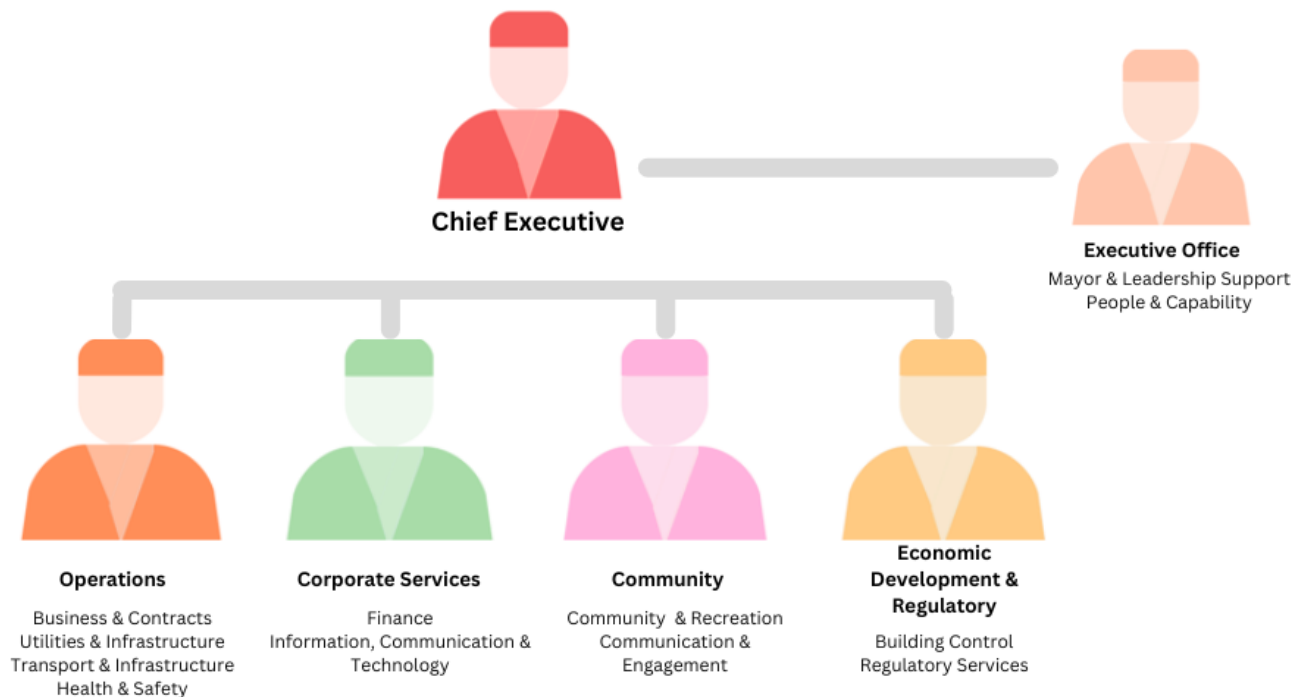 Chief Executive
Executive Office
Mayor & Leadership Support
People & Capability
Operations
Business & Contracts
Utilities & Infrastructure
Transport & Infrastructure
Health & Safety
Corporate Services
Finance
Information, Communication &
Technology
Community
Community & Recreation
Communication &
Engagement
Economic
Development &
Regulatory
Building Control
Regulatory Services